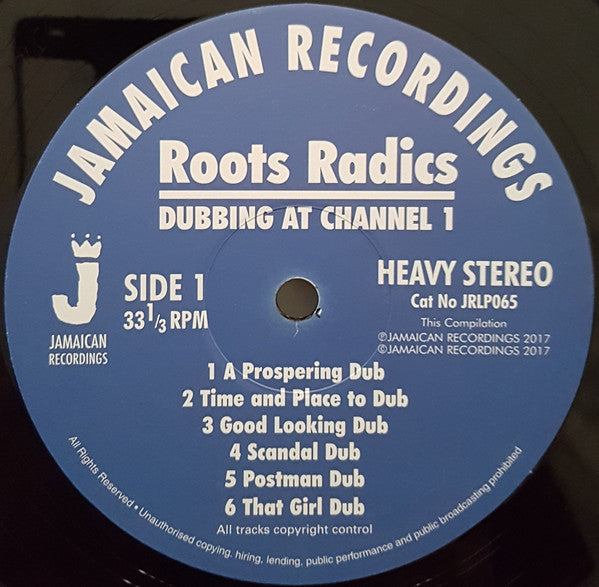 JAMAICAN RECORDINGS
Roots Radics
DUBBING AT CHANNEL 1
J
JAMAICAN
RECORDINGS
SIDE 1
33 1/3 RPM
HEAVY STEREO
Cat No JRLP065
This Compilation
℗JAMAICAN RECORDINGS 2017
©JAMAICAN RECORDINGS 2017
1 A Prospering Dub
2 Time and Place to Dub
3 Good Looking Dub
4 Scandal Dub
5 Postman Dub
6 That Girl Dub
All tracks copyright control
All Rights Reserved • Unauthorised copying, hiring, lending, public performance and public broadcasting prohibited